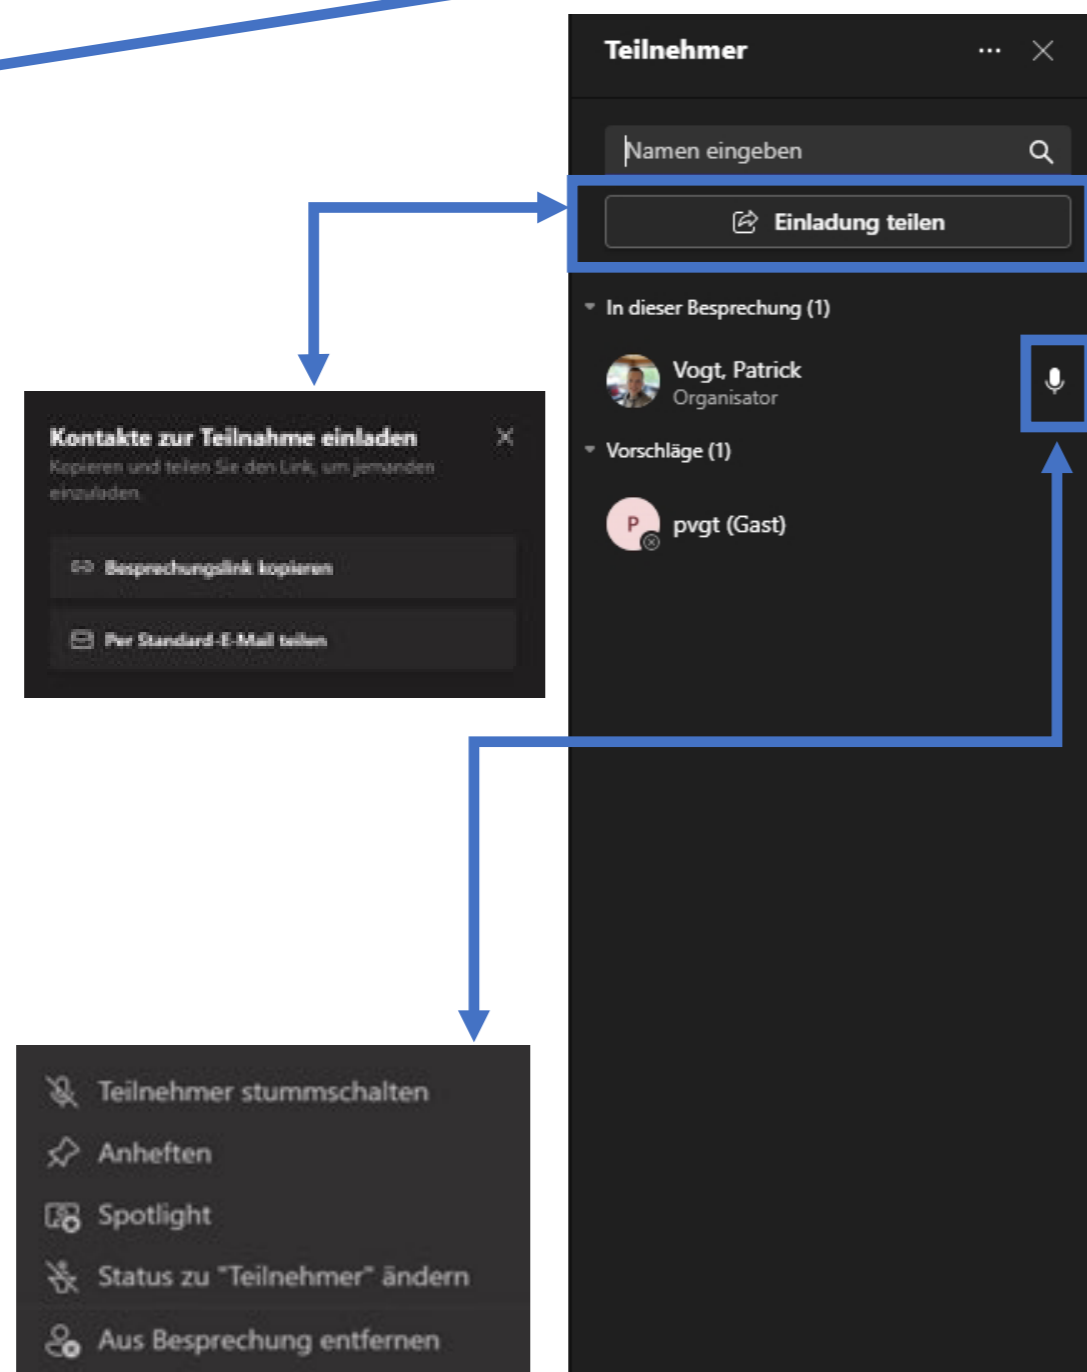 Teilnehmer
Namen eingeben
Einladung teilen
In dieser Besprechung (1)
Vogt, Patrick
Organisator
Vorschläge (1)
P
pvgt (Gast)
Kontakte zur Teilnahme einladen
Kopieren und teilen Sie den Link, um jemanden
einzuladen.
Besprechungslink kopieren
Per Standard-E-Mail teilen
Teilnehmer stummschalten
Anheften
Spotlight
Status zu "Teilnehmer" ändern
Aus Besprechung entfernen